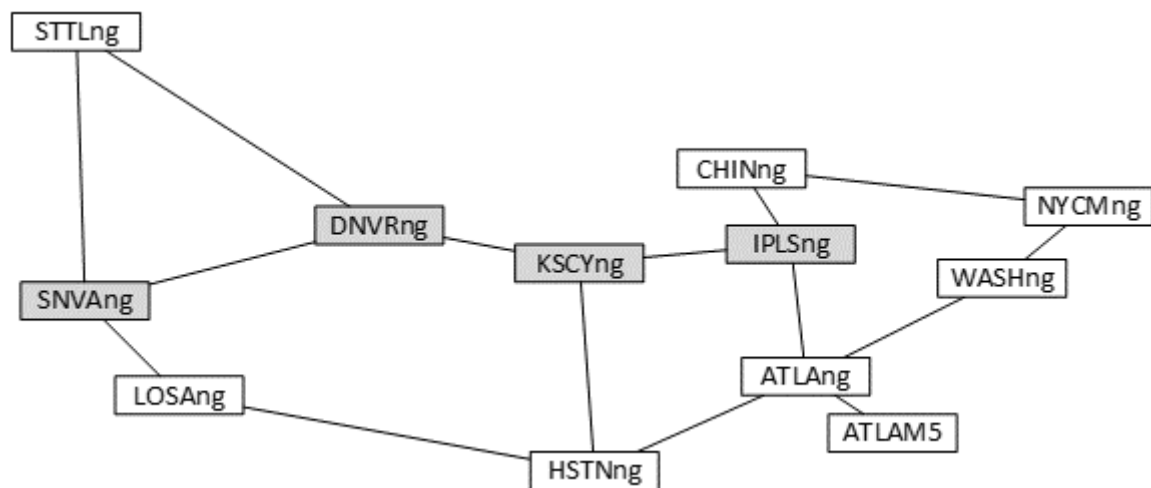 STTLng
CHINng
NYCMng
DNVRng
IPLSng
KSCYng
WASHng
SNVAng
ATLAng
LOSAng
ATLAM5
HSTNng